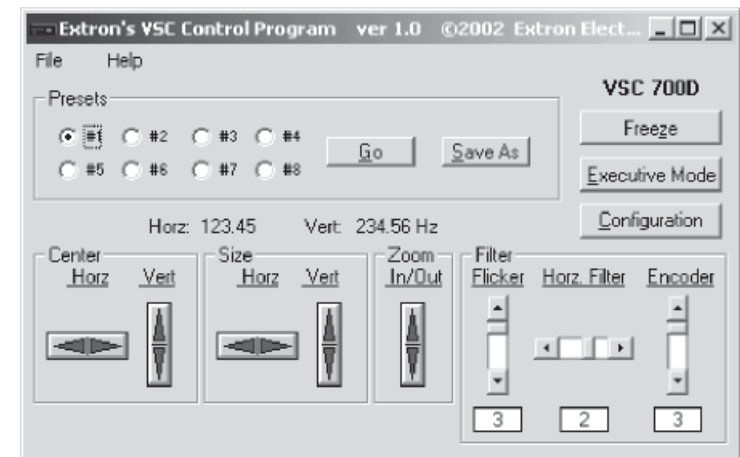 Extron's VSC Control Program ver 1.0 ©2002 Extron Elect...
File Help
VSC 700D
Presets
#1 #2 #3 #4
#5 #6 #7 #8
Go Save As
Freeze
Executive Mode
Configuration
Horz: 123.45 Vert: 234.56 Hz
Center Size Zoom Filter
Horz Vert Horz Vert In/Out Flicker Horz. Filter Encoder
3 2 3